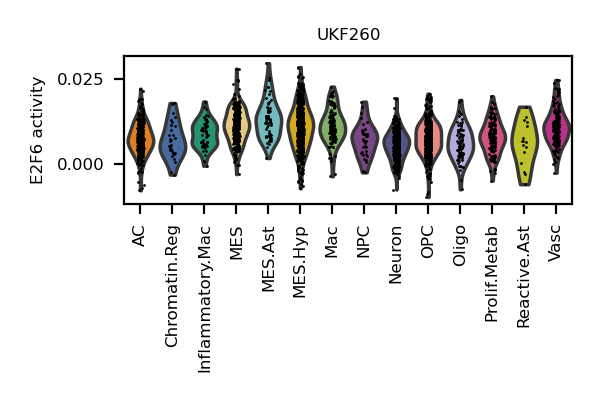 UKF260
E2F6 activity
0.025
0.000
AC
Chromatin.Reg
Inflammatory.Mac
MES
MES.Ast
MES.Hyp
Mac
NPC
Neuron
OPC
Oligo
Prolif.Metab
Reactive.Ast
Vasc